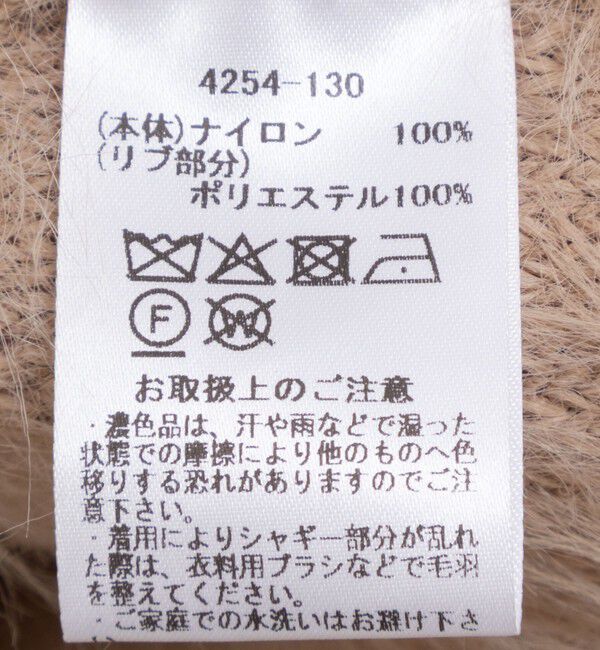 4254-130
(本体)ナイロン 100%
(リブ部分)
ポリエステル100%
F W
お取扱上のご注意
・濃色品は、汗や雨などで湿った
状態での摩擦により他のものへ色
移りする恐れがありますのでご注
意下さい。
・着用によりシャギー部分が乱れ
た際は、衣料用ブラシなどで毛羽
を整えてください。
・ご家庭での水洗いはお避け下さ